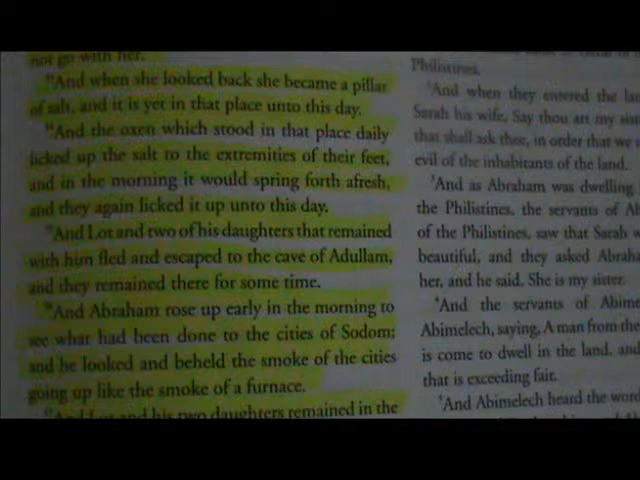 not go with her.
And when she looked back she became a pillar
of salt, and it is yet in that place unto this day.
And the oxen which stood in that place daily
licked up the salt to the extremities of their feet,
and in the morning it would spring forth afresh,
and they again licked it up unto this day.
And Lot and two of his daughters that remained
with him fled and escaped to the cave of Adullam,
and they remained there for some time.
And Abraham rose up early in the morning to
see what had been done to the cities of Sodom;
and he looked and beheld the smoke of the cities
going up like the smoke of a furnace.
And Lot and his two daughters remained in the
Philistines.
And when they entered the
Sarah his wife, Say thou art my
that shall ask thee, in order that we
evil of the inhabitants of the land.
³And as Abraham was dwelling
the Philistines, the servants of
of the Philistines, saw that Sarah
beautiful, and they asked
her, and he said, She is my sister.
⁴And the servants of
Abimelech, saying, A man from the
is come to dwell in the land, and
that is exceeding fair.
⁵And Abimelech heard the